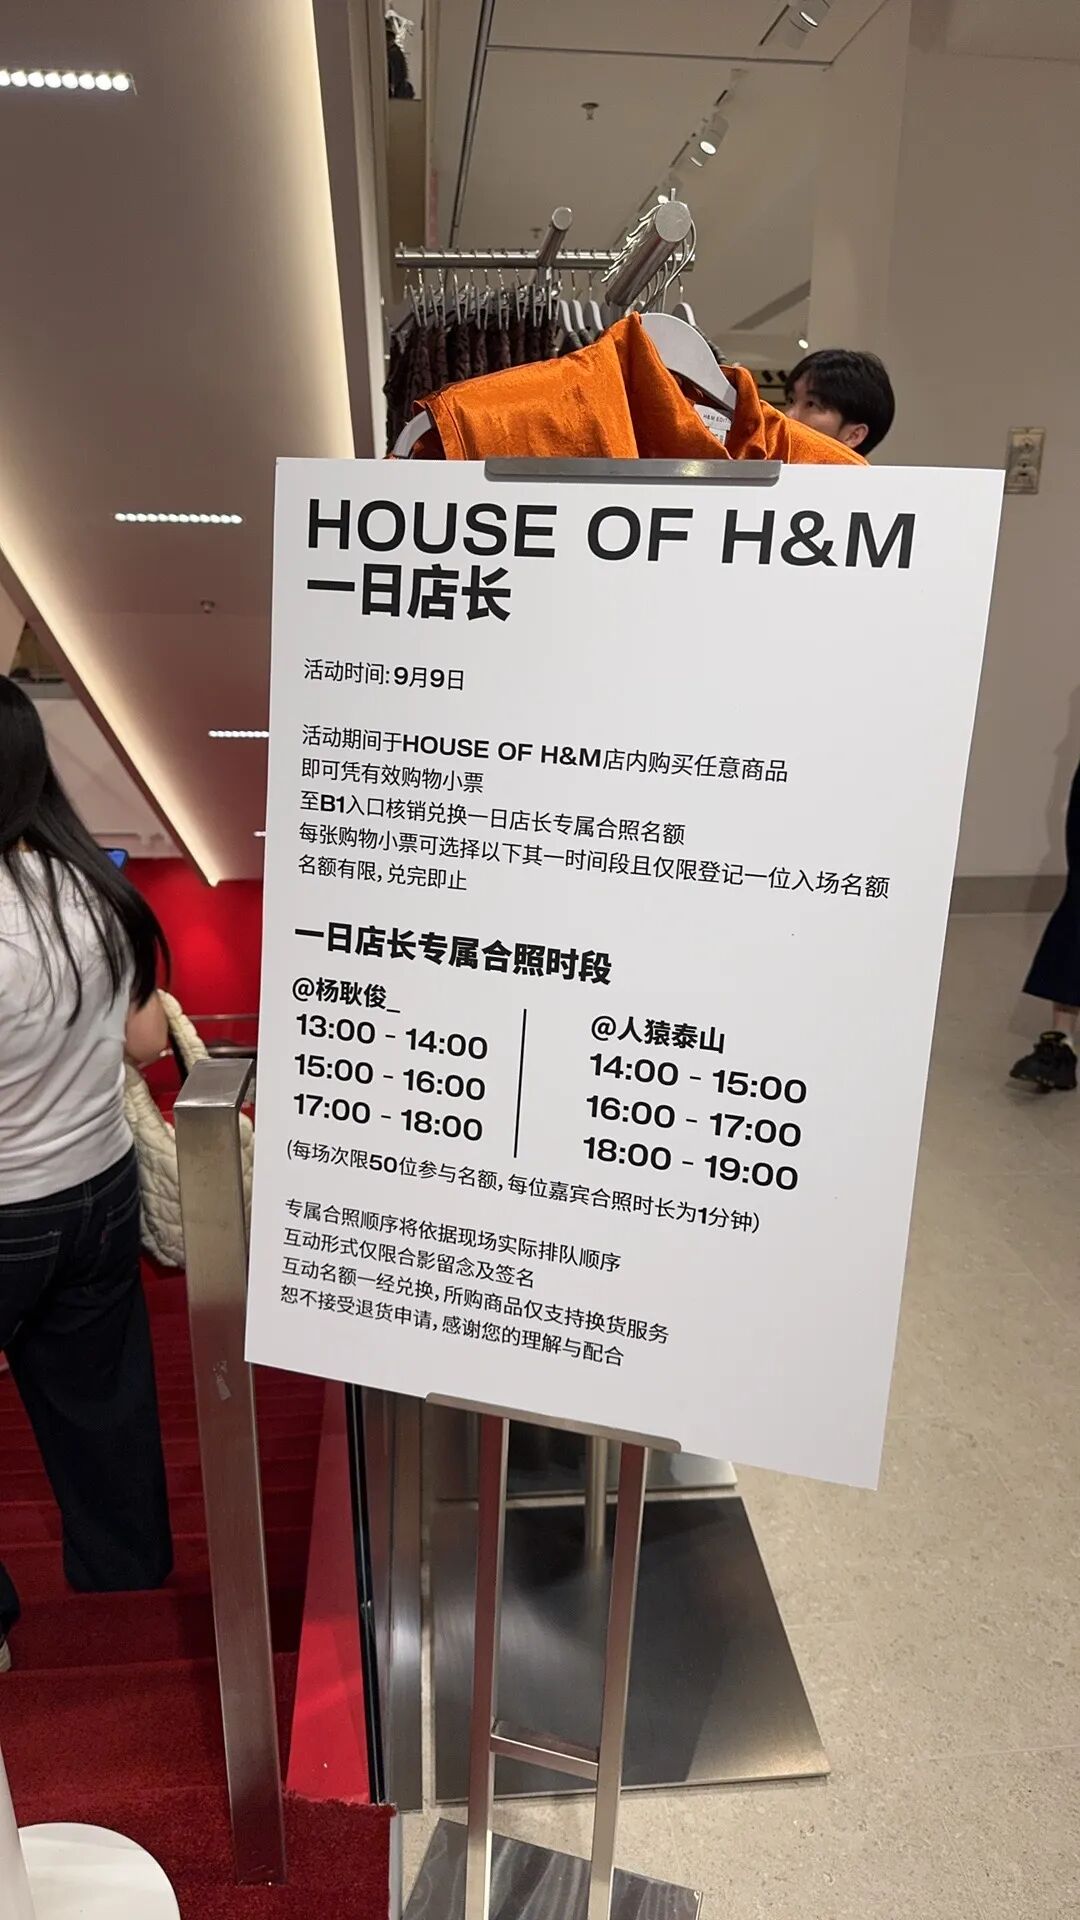 HOUSE OF H&M
一日店长
活动时间: 9月9日
活动期间于HOUSE OF H&M店内购买任意商品
即可凭有效购物小票
至B1入口核销兑换一日店长专属合照名额
每张购物小票可选择以下其一时间段且仅限登记一位入场名额
名额有限,兑完即止
一日店长专属合照时段
@杨耿俊_
13:00 - 14:00
15:00 - 16:00
17:00 - 18:00
@人猿泰山
14:00 - 15:00
16:00 - 17:00
18:00 - 19:00
(每场次限50位参与名额,每位嘉宾合照时长为1分钟)
专属合照顺序将依据现场实际排队顺序
互动形式仅限合影留念及签名
互动名额一经兑换,所购商品仅支持换货服务
恕不接受退货申请,感谢您的理解与配合